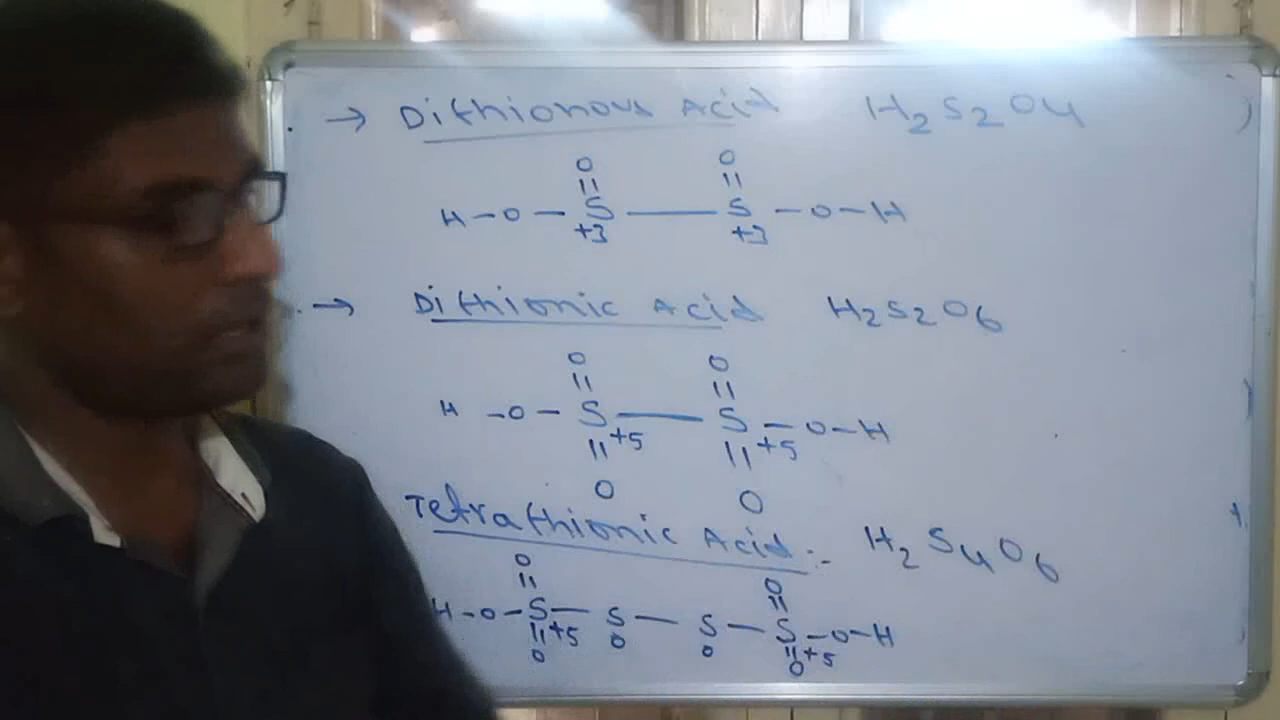 → Dithionous Acid H2S2O4
O O
|| ||
H-O-S—S-O-H
+3 +3
→ Dithionic Acid H2S2O6
O O
|| ||
H -O-S—S-O-H
|| +5 || +5
O O
Tetrathionic Acid :- H2S4O6
O O
|| ||
H-O-S-S-S-S-O-H
|| +5 O O || +5
O O